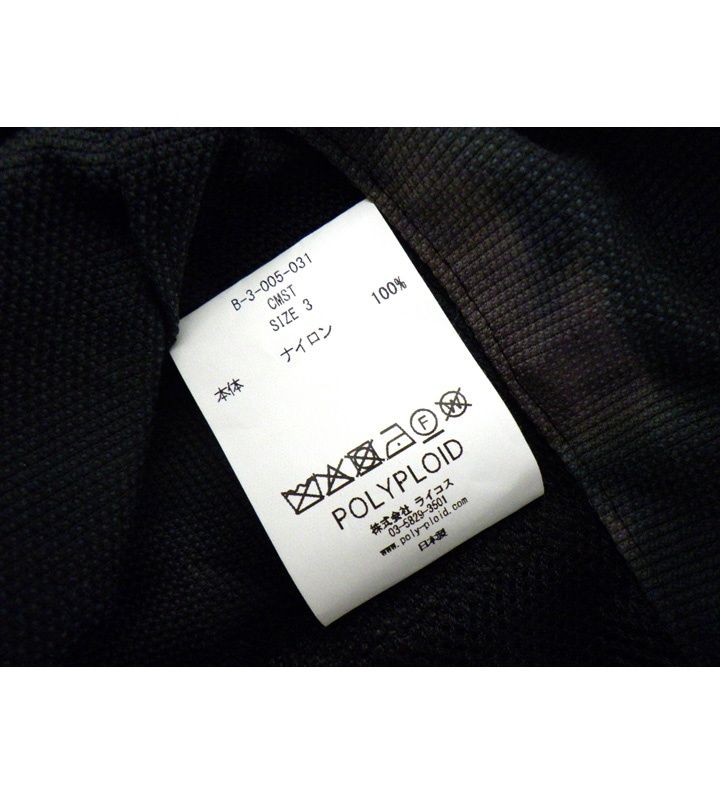 B-3-005-031
CMST
SIZE 3
本体 ナイロン 100%
F W
POLYPLOID
株式会社 ライコス
03-5829-3501
www.poly-ploid.com
日本製